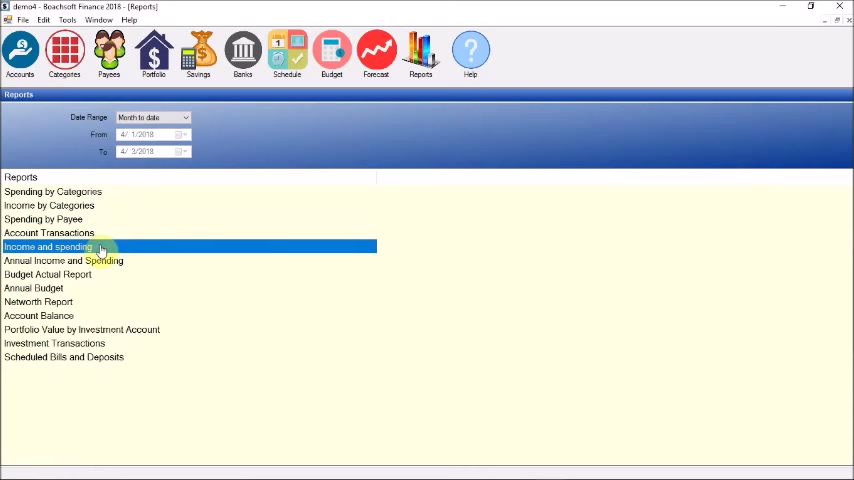 demo4 - Boachsoft Finance 2018 - [Reports]
File Edit Tools Window Help
Accounts Categories Payees Portfolio Savings Banks Schedule Budget Forecast Reports Help
Reports
Date Range Month to date
From 4/ 1/2018
To 4/ 3/2018
Reports
Spending by Categories
Income by Categories
Spending by Payee
Account Transactions
Income and spending
Annual Income and Spending
Budget Actual Report
Annual Budget
Networth Report
Account Balance
Portfolio Value by Investment Account
Investment Transactions
Scheduled Bills and Deposits